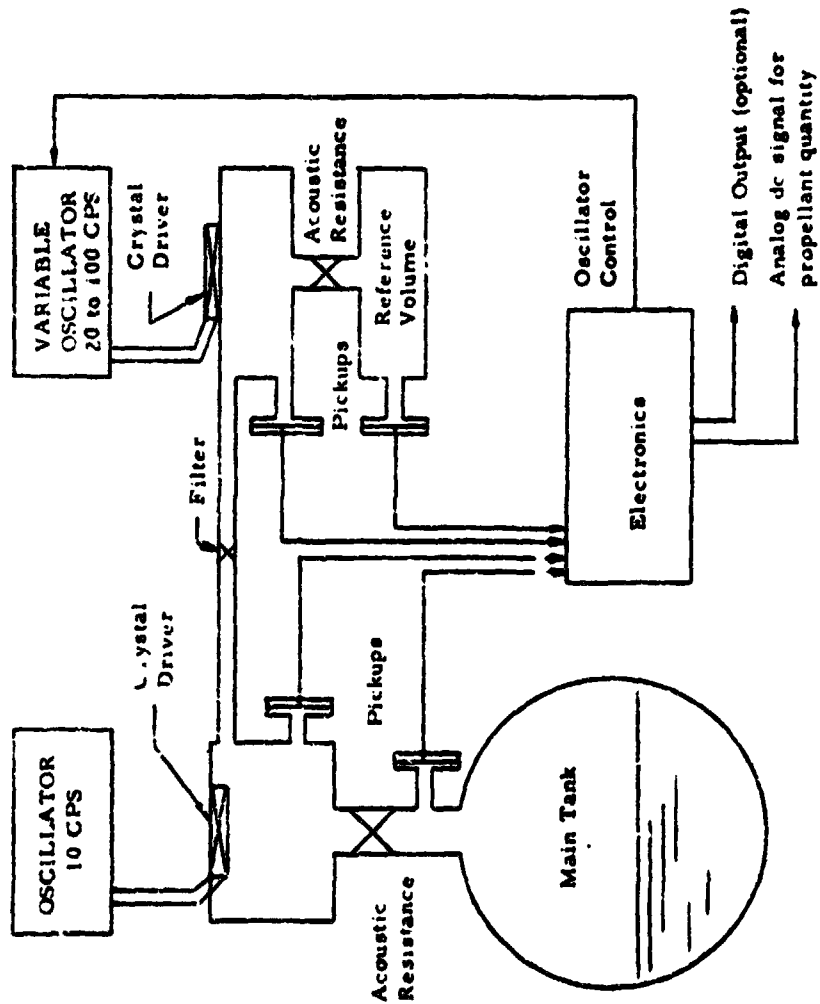 OSCILLATOR
10 CPS
Crystal
Driver
Filter
VARIABLE
OSCILLATOR
20 to 100 CPS
Crystal
Driver
Acoustic
Resistance
Pickups
Reference
Volume
Pickups
Acoustic
Resistance
Main Tank
Electronics
Oscillator
Control
Digital Output (optional)
Analog dc signal for
propellant quantity